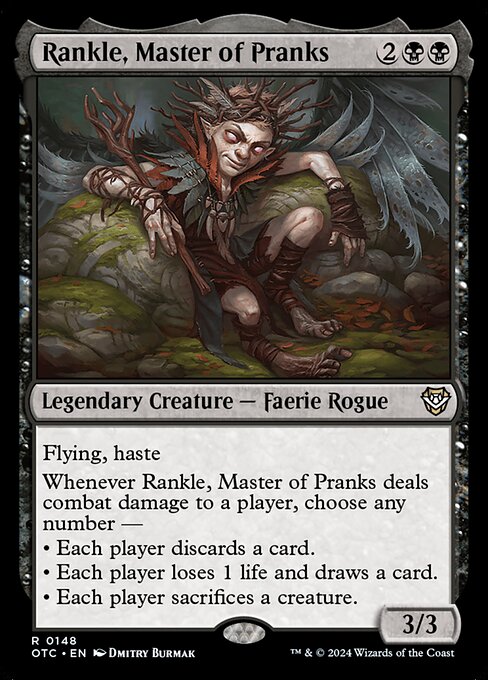 Rankle, Master of Pranks 2
Legendary Creature — Faerie Rogue
Flying, haste
Whenever Rankle, Master of Pranks deals
combat damage to a player, choose any
number —
• Each player discards a card.
• Each player loses 1 life and draws a card.
• Each player sacrifices a creature.
3/3
R 0148
OTC • EN Dmitry Burmak
™ & © 2024 Wizards of the Coast